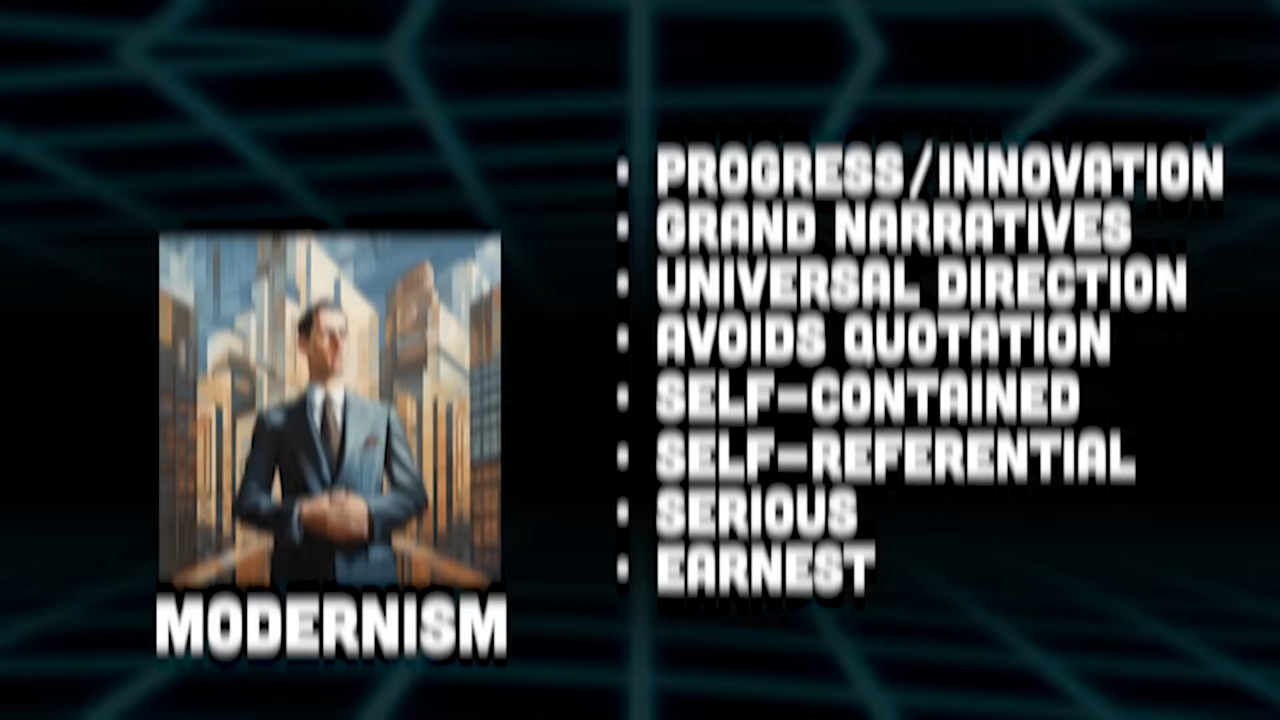 • PROGRESS/INNOVATION
• GRAND NARRATIVES
• UNIVERSAL DIRECTION
• AVOIDS QUOTATION
• SELF-CONTAINED
• SELF-REFERENTIAL
• SERIOUS
• EARNEST
MODERNISM